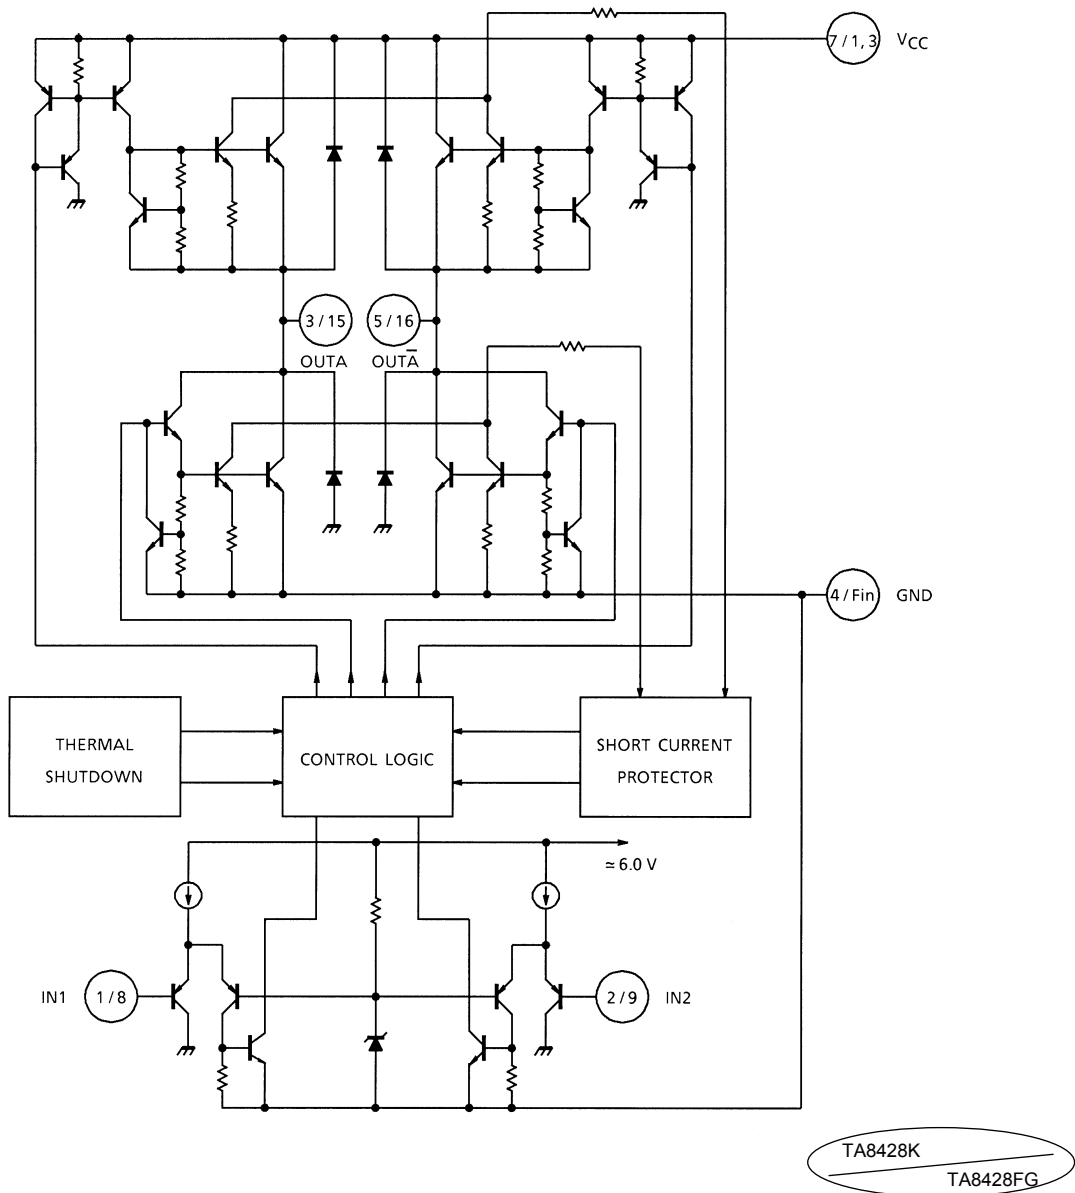 7 / 1, 3 VCC
3 / 15 5 / 16
OUTA OUTA̅
4 / Fin GND
THERMAL
SHUTDOWN
CONTROL LOGIC
SHORT CURRENT
PROTECTOR
≃ 6.0 V
IN1 1 / 8 2 / 9 IN2
TA8428K
TA8428FG